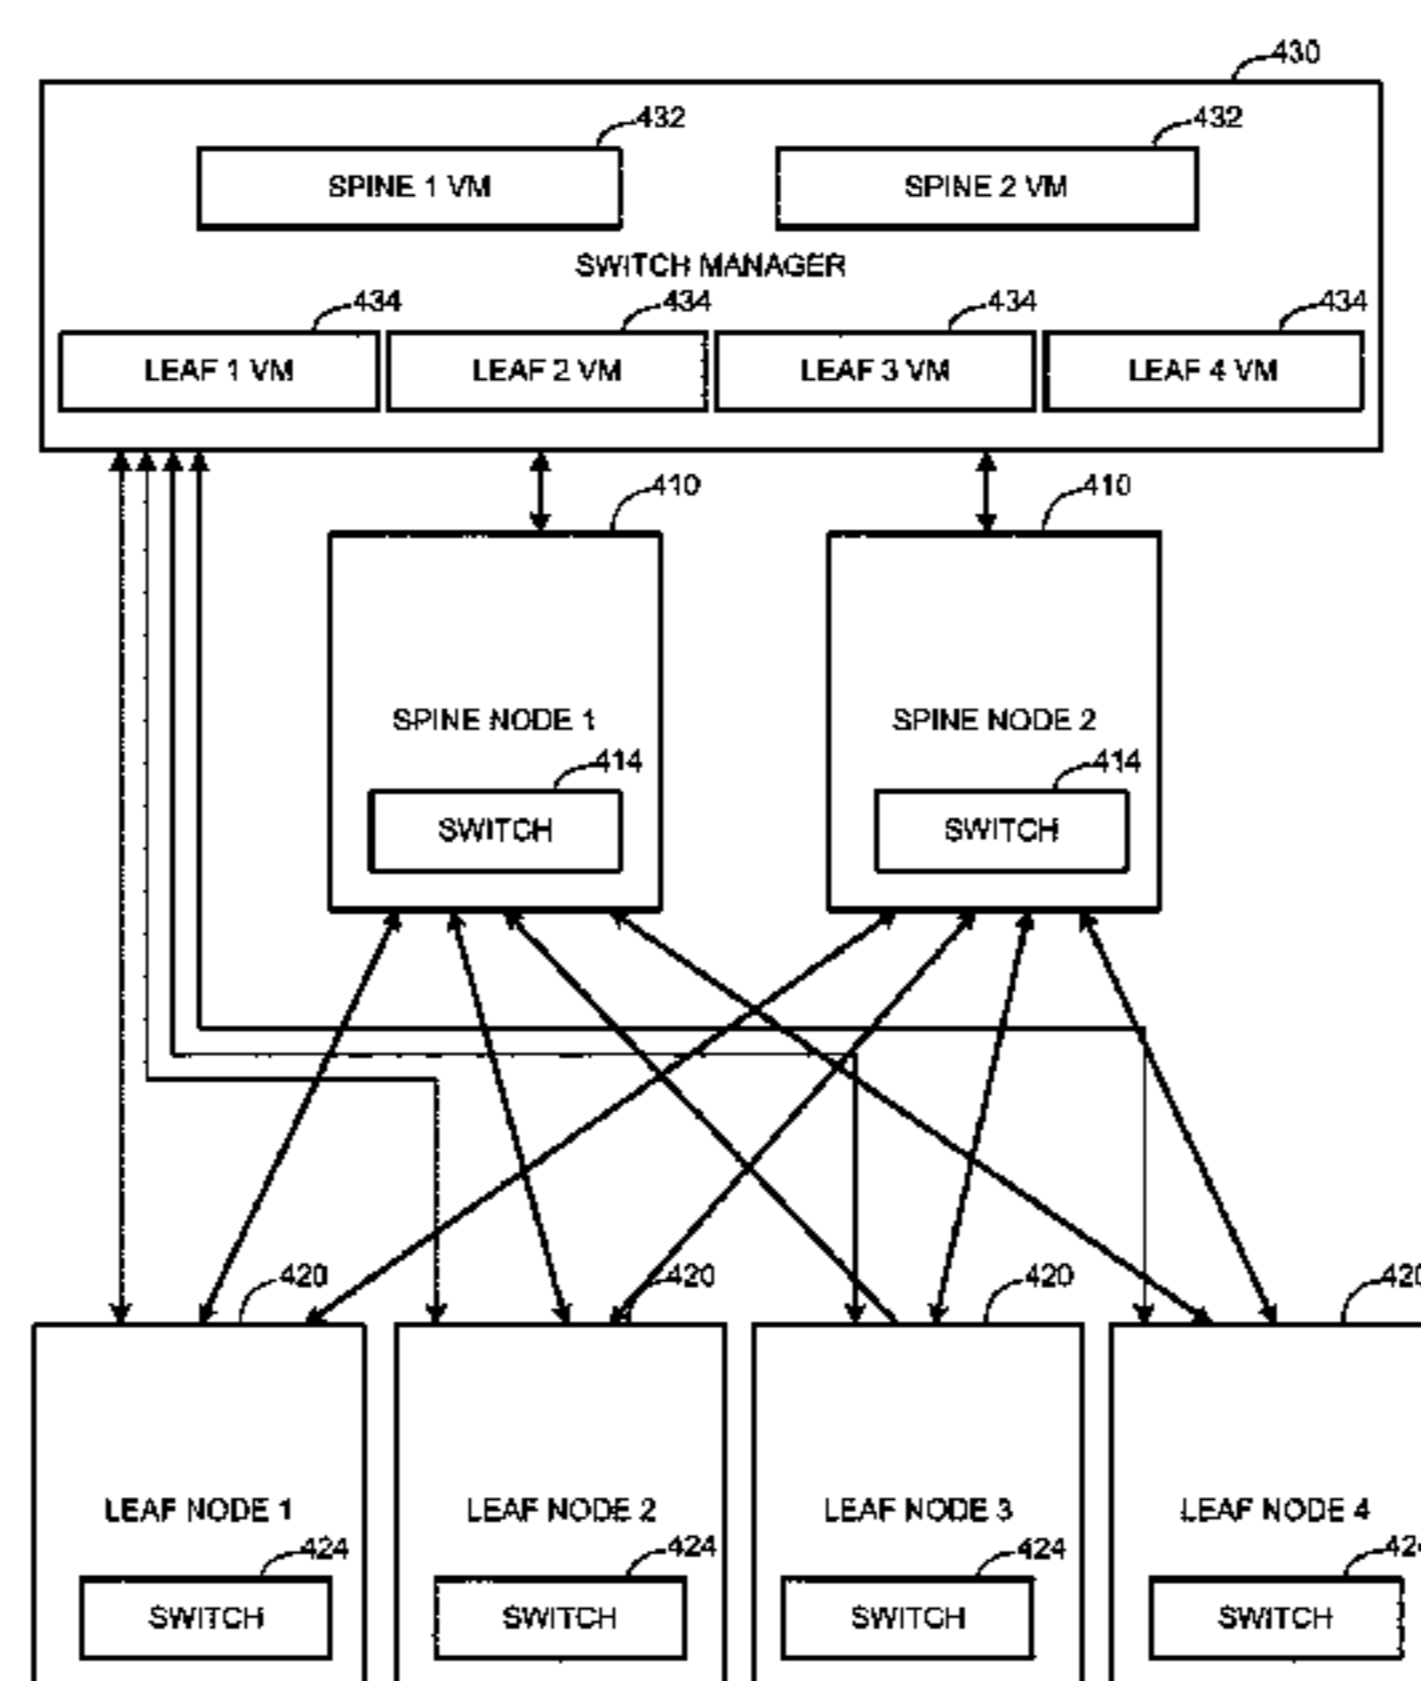 430
432
432
SPINE 1 VM
SPINE 2 VM
SWITCH MANAGER
434
434
434
434
LEAF 1 VM
LEAF 2 VM
LEAF 3 VM
LEAF 4 VM
410
410
SPINE NODE 1
SPINE NODE 2
414
414
SWITCH
SWITCH
420
420
420
420
LEAF NODE 1
LEAF NODE 2
LEAF NODE 3
LEAF NODE 4
424
424
424
424
SWITCH
SWITCH
SWITCH
SWITCH